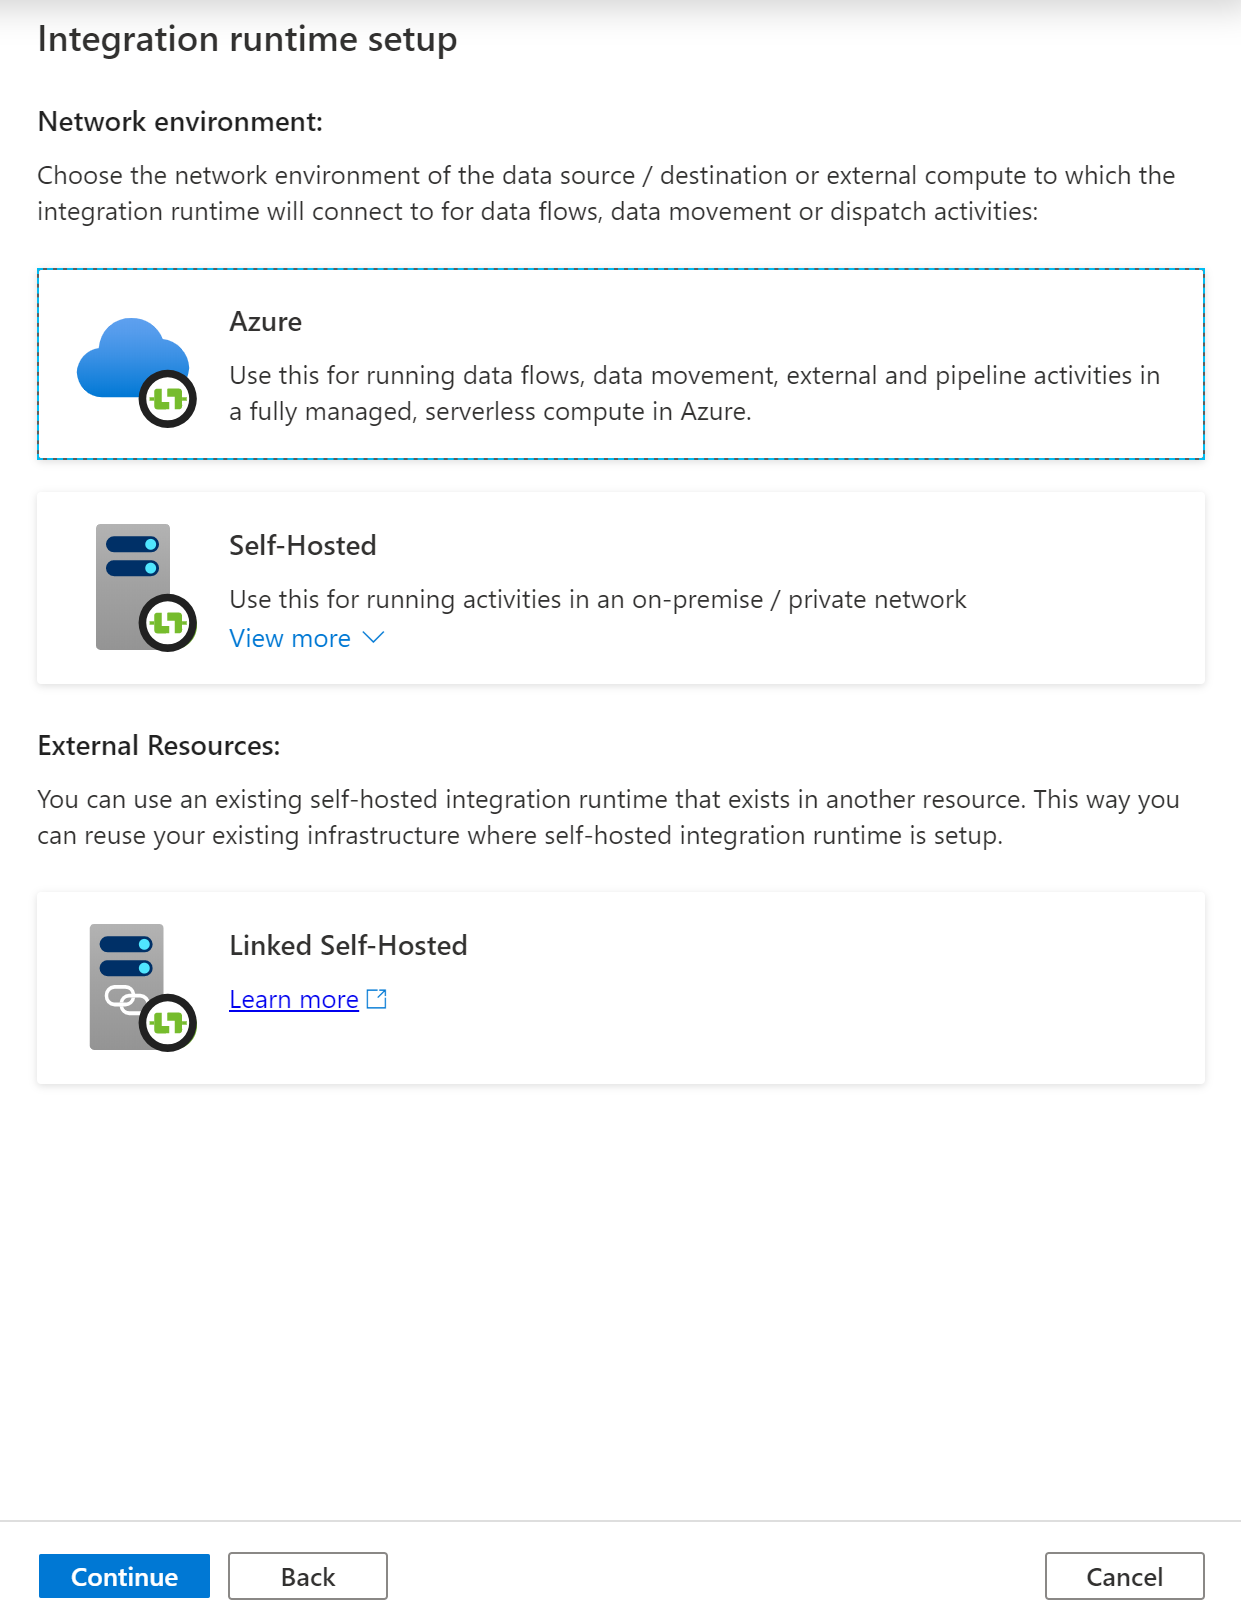 Integration runtime setup
Network environment:
Choose the network environment of the data source / destination or external compute to which the
integration runtime will connect to for data flows, data movement or dispatch activities:
Azure
Use this for running data flows, data movement, external and pipeline activities in
a fully managed, serverless compute in Azure.
Self-Hosted
Use this for running activities in an on-premise / private network
View more
External Resources:
You can use an existing self-hosted integration runtime that exists in another resource. This way you
can reuse your existing infrastructure where self-hosted integration runtime is setup.
Linked Self-Hosted
Learn more
Continue
Back
Cancel